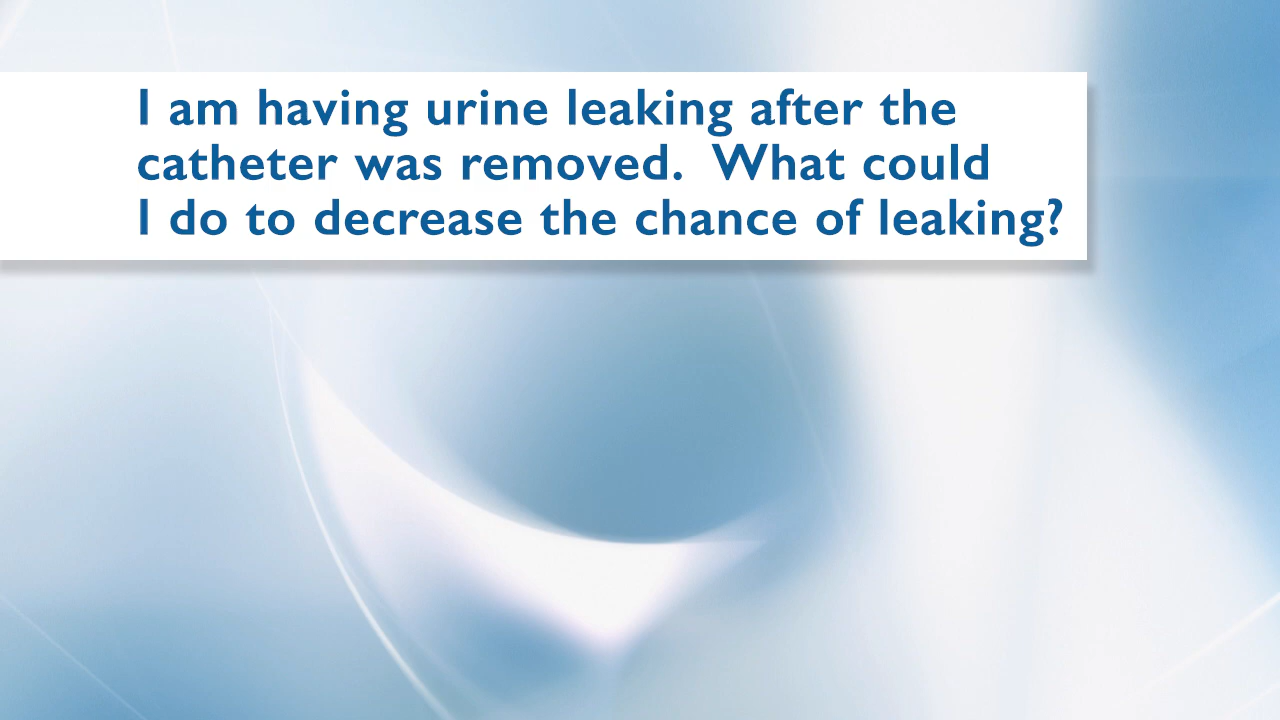 I am having urine leaking after the
catheter was removed.  What could
I do to decrease the chance of leaking?